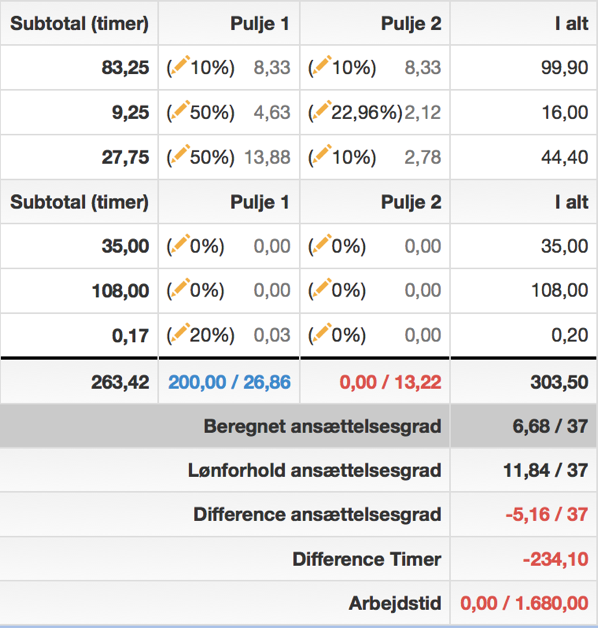 Subtotal (timer) Pulje 1 Pulje 2 I alt
83,25 (10%) 8,33 (10%) 8,33 99,90
9,25 (50%) 4,63 (22,96%) 2,12 16,00
27,75 (50%) 13,88 (10%) 2,78 44,40
Subtotal (timer) Pulje 1 Pulje 2 I alt
35,00 (0%) 0,00 (0%) 0,00 35,00
108,00 (0%) 0,00 (0%) 0,00 108,00
0,17 (20%) 0,03 (0%) 0,00 0,20
263,42 200,00 / 26,86 0,00 / 13,22 303,50
Beregnet ansættelsesgrad 6,68 / 37
Lønforhold ansættelsesgrad 11,84 / 37
Difference ansættelsesgrad -5,16 / 37
Difference Timer -234,10
Arbejdstid 0,00 / 1.680,00